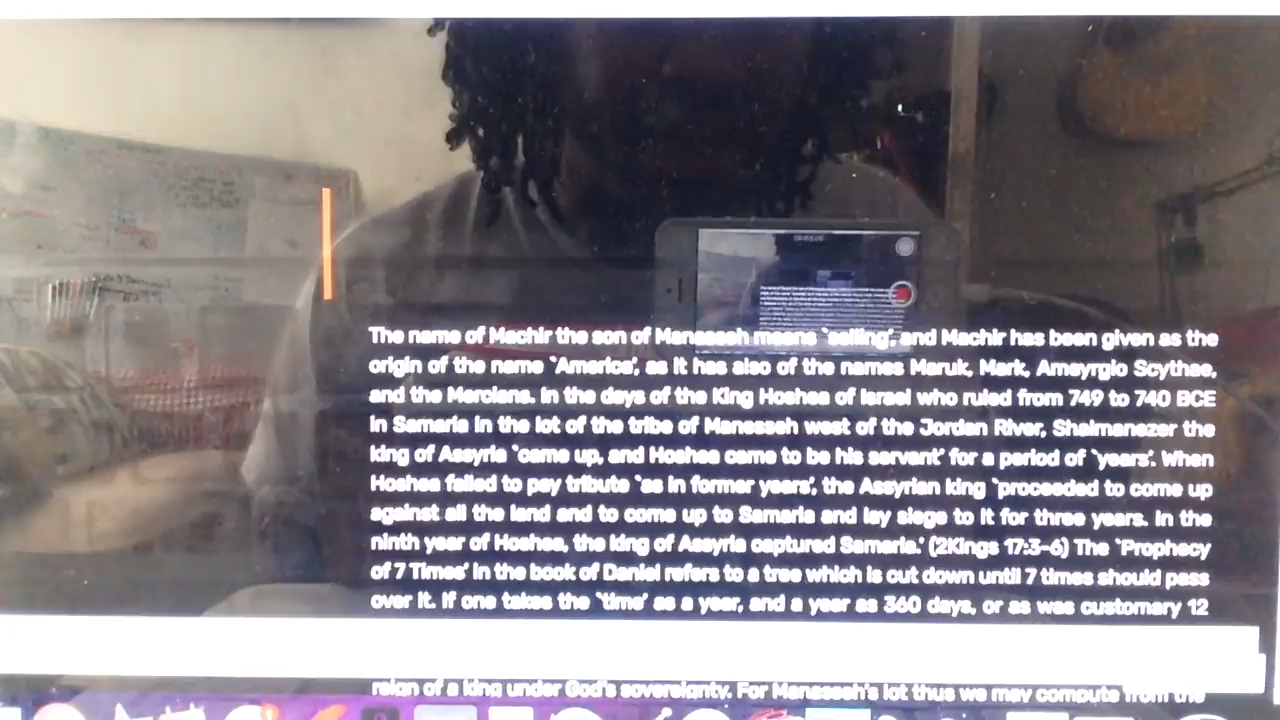 The name of Machir the son of Manasseh means `selling', and Machir has been given as the
origin of the name `America', as it has also of the names Maruk, Mark, Ameyrgio Scythae,
and the Mercians. In the days of the King Hoshea of Israel who ruled from 749 to 740 BCE
in Samaria in the lot of the tribe of Manasseh west of the Jordan River, Shalmanezer the
king of Assyria `came up, and Hoshea came to be his servant' for a period of `years'. When
Hoshea failed to pay tribute `as in former years', the Assyrian king `proceeded to come up
against all the land and to come up to Samaria and lay siege to it for three years. In the
ninth year of Hoshea, the king of Assyria captured Samaria.' (2Kings 17:3-6) The `Prophecy
of 7 Times' in the book of Daniel refers to a tree which is cut down until 7 times should pass
over it. If one takes the `time' as a year, and a year as 360 days, or as was customary 12
reign of a king under God's sovereignty. For Manasseh's lot thus we may compute from the